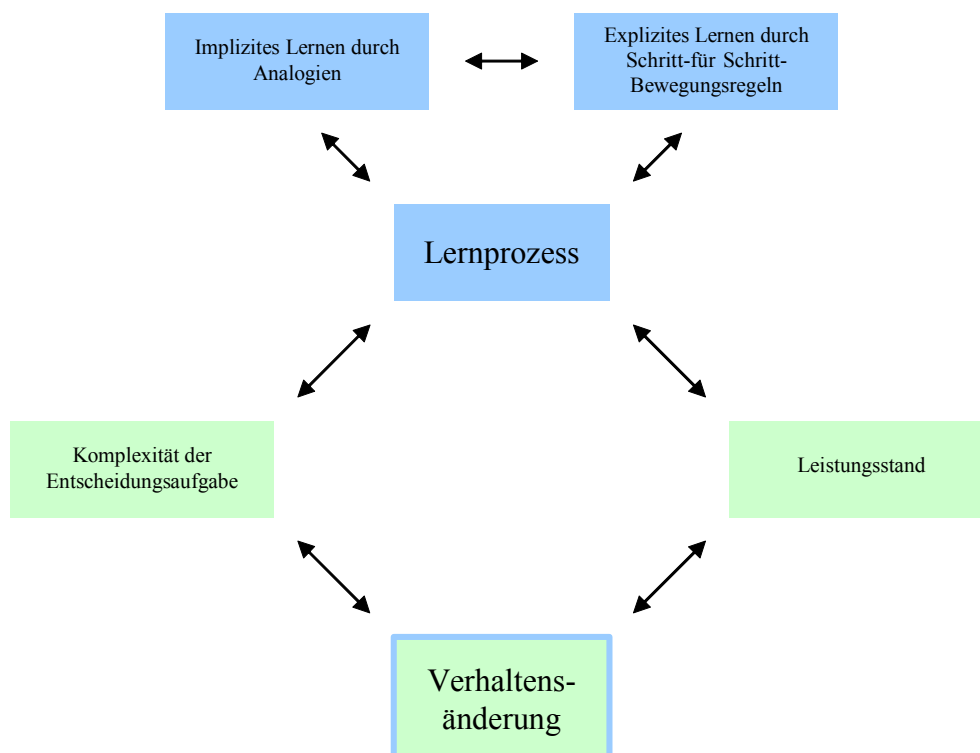 Implizites Lernen durch
Analogien
Explizites Lernen durch
Schritt-für Schritt-
Bewegungsregeln
Lernprozess
Komplexität der
Entscheidungsaufgabe
Leistungsstand
Verhaltens-
änderung